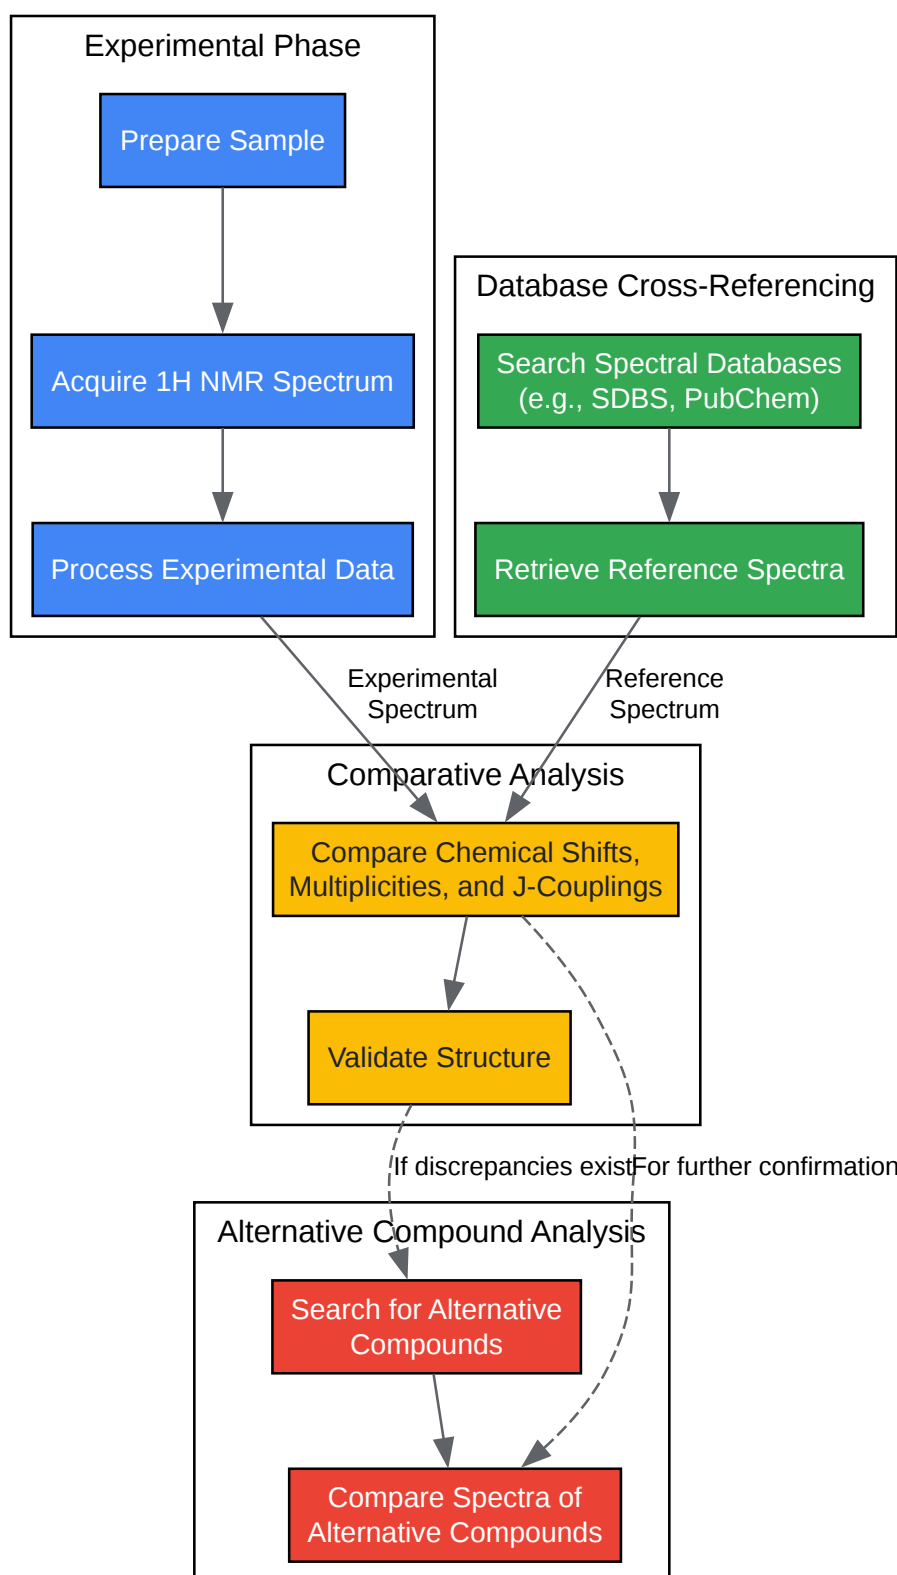 Experimental Phase
Prepare Sample
Acquire 1H NMR Spectrum
Process Experimental Data
Database Cross-Referencing
Search Spectral Databases
(e.g., SDBS, PubChem)
Retrieve Reference Spectra
Experimental
Spectrum
Reference
Spectrum
Comparative Analysis
Compare Chemical Shifts,
Multiplicities, and J-Couplings
Validate Structure
If discrepancies exist
For further confirmation
Alternative Compound Analysis
Search for Alternative
Compounds
Compare Spectra of
Alternative Compounds